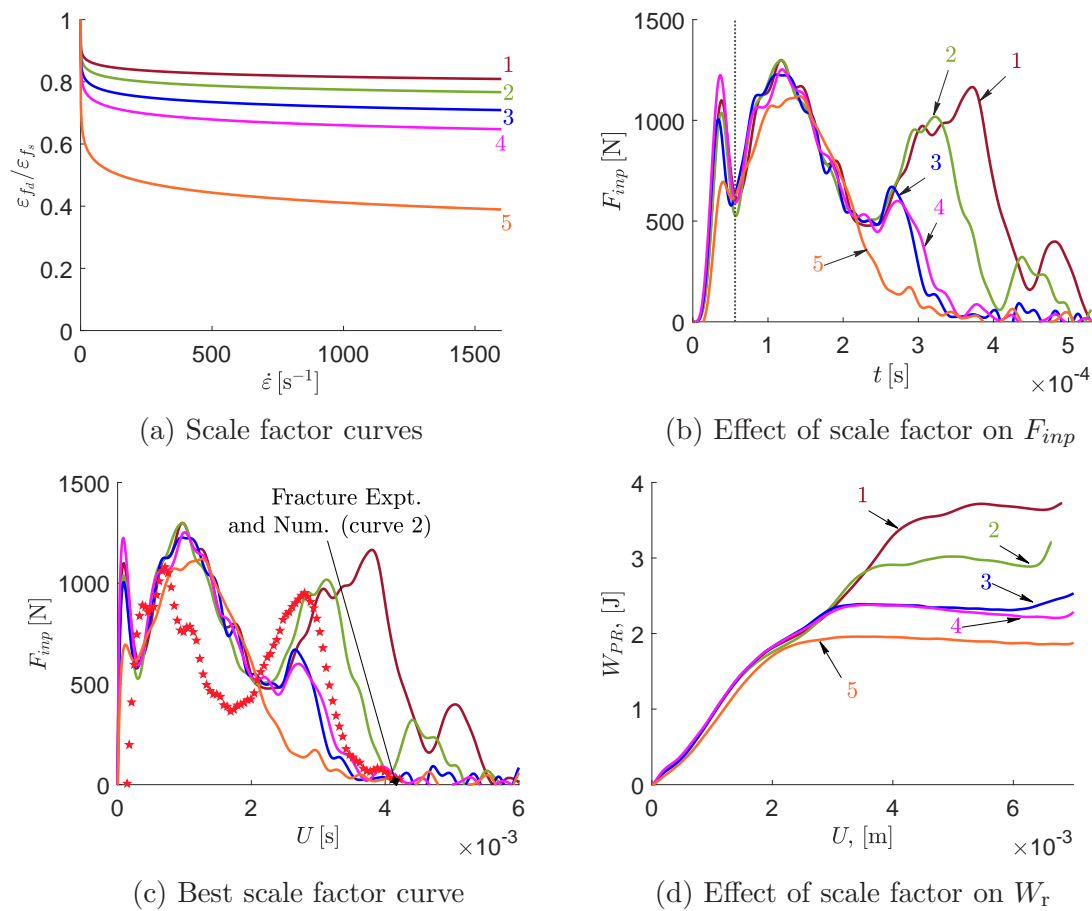 1
0.8
0.6
0.4
0.2
0
0 500 1000 1500
ε_{f_d}/ε_{f_s}
ε̇ [s⁻¹]
1
2
3
4
5
(a) Scale factor curves
1500
1000
500
0
0 1 2 3 4 5
F_{inp} [N]
t [s]
×10⁻⁴
1
2
3
4
5
(b) Effect of scale factor on F_{inp}
1500
1000
500
0
0 2 4 6
F_{inp} [N]
U [s]
×10⁻³
Fracture Expt.
and Num. (curve 2)
(c) Best scale factor curve
4
3
2
1
0
0 2 4 6
W_{PR}, [J]
U, [m]
×10⁻³
1
2
3
4
5
(d) Effect of scale factor on W_r